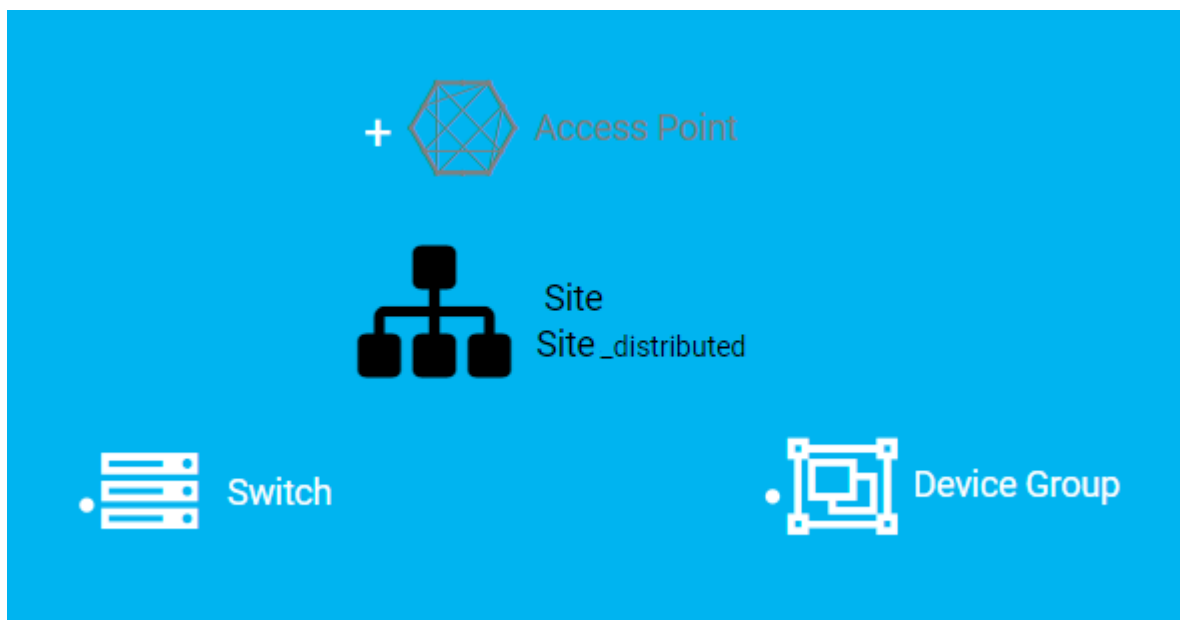 + Access Point
Site
Site_distributed
Switch
Device Group